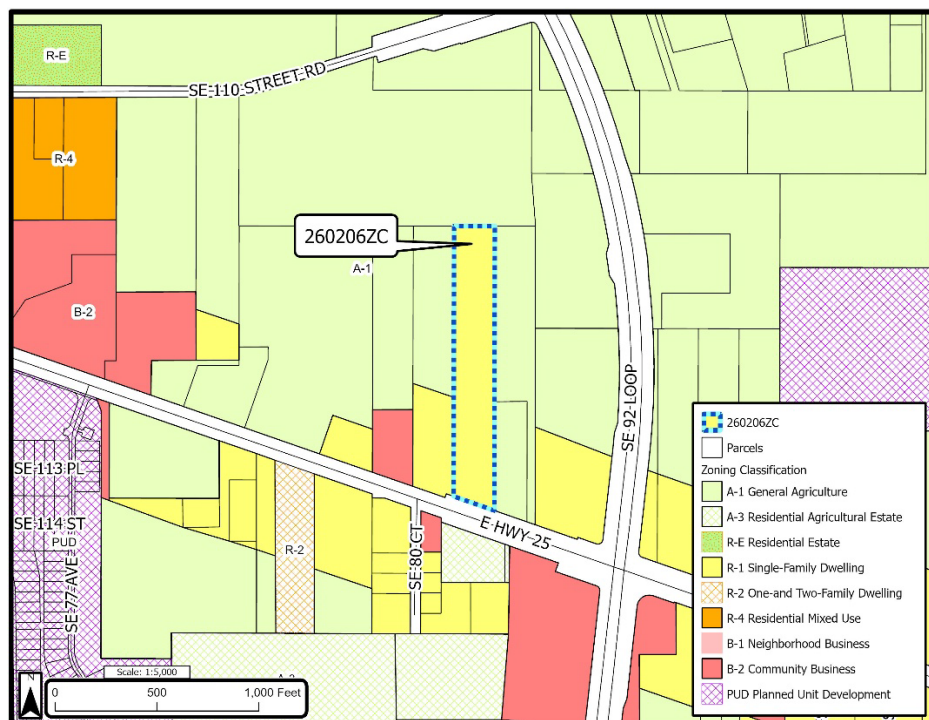 R-E
SE 110 STREET RD
R-4
260206ZC
A-1
B-2
SE 92 LOOP
SE 113 PL
SE 114 ST
PUD
SE 77 AVE
R-2
SE 80 CT
E HWY 25
260206ZC
Parcels
Zoning Classification
A-1 General Agriculture
A-3 Residential Agricultural Estate
R-E Residential Estate
R-1 Single-Family Dwelling
R-2 One-and Two-Family Dwelling
R-4 Residential Mixed Use
B-1 Neighborhood Business
B-2 Community Business
PUD Planned Unit Development
Scale: 1:5,000
N
0 500 1,000 Feet